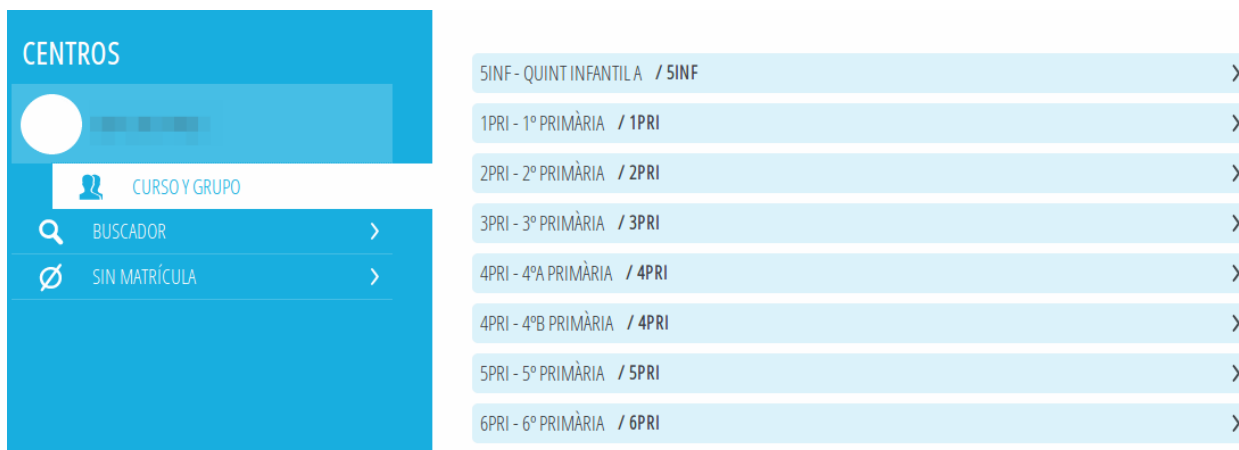 CENTROS
CURSO Y GRUPO
BUSCADOR
SIN MATRÍCULA
5INF - QUINT INFANTIL A / 5INF
1PRI - 1º PRIMÀRIA / 1PRI
2PRI - 2º PRIMÀRIA / 2PRI
3PRI - 3º PRIMÀRIA / 3PRI
4PRI - 4ºA PRIMÀRIA / 4PRI
4PRI - 4ºB PRIMÀRIA / 4PRI
5PRI - 5º PRIMÀRIA / 5PRI
6PRI - 6º PRIMÀRIA / 6PRI